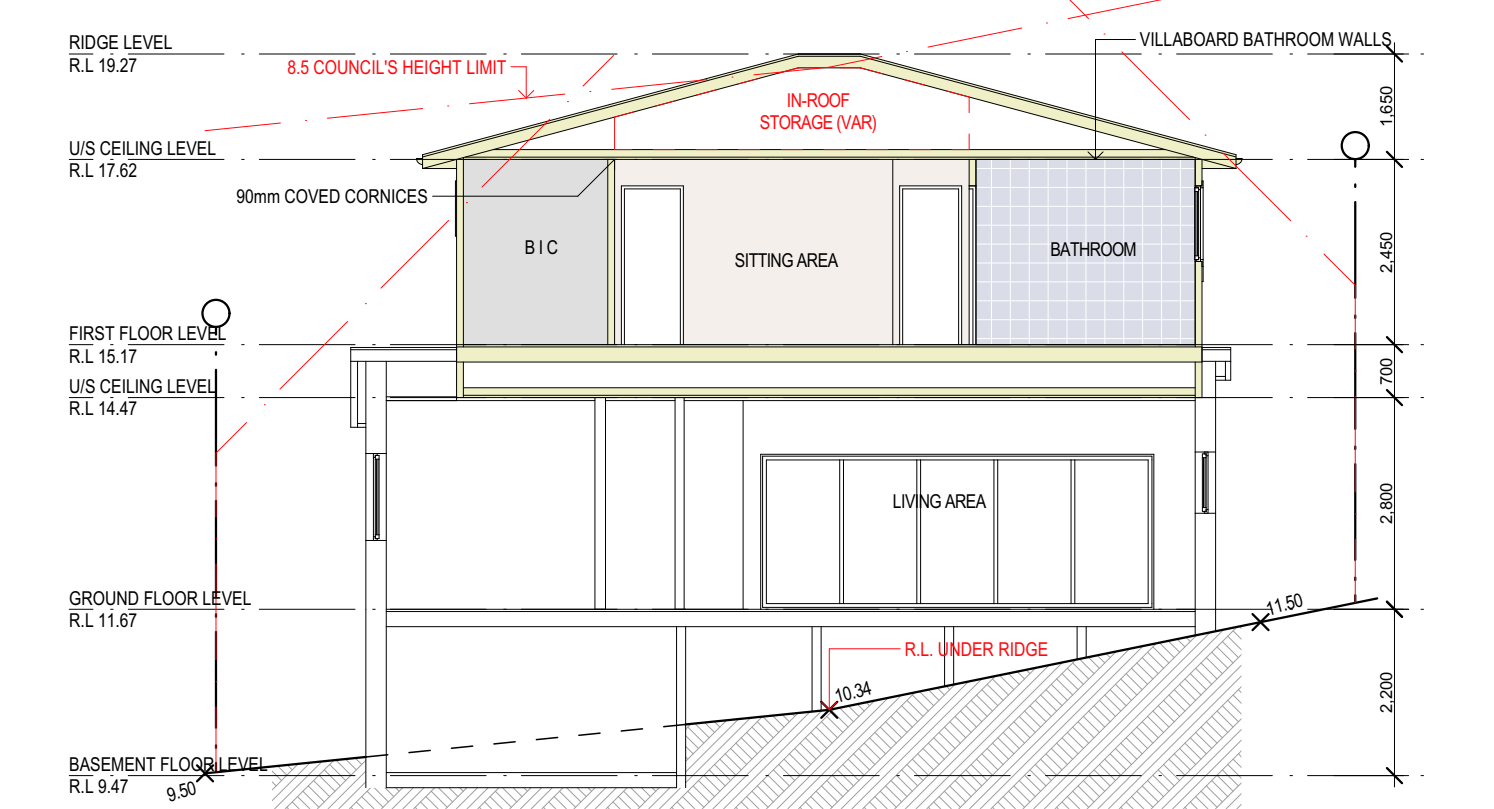 RIDGE LEVEL
R.L 19.27
8.5 COUNCIL'S HEIGHT LIMIT
VILLABOARD BATHROOM WALLS
IN-ROOF
STORAGE (VAR)
1,650
U/S CEILING LEVEL
R.L 17.62
90mm COVED CORNICES
B I C
SITTING AREA
BATHROOM
2,450
FIRST FLOOR LEVEL
R.L 15.17
700
U/S CEILING LEVEL
R.L 14.47
LIVING AREA
2,800
GROUND FLOOR LEVEL
R.L 11.67
11.50
R.L. UNDER RIDGE
10.34
2,200
BASEMENT FLOOR LEVEL
R.L 9.47
9.50